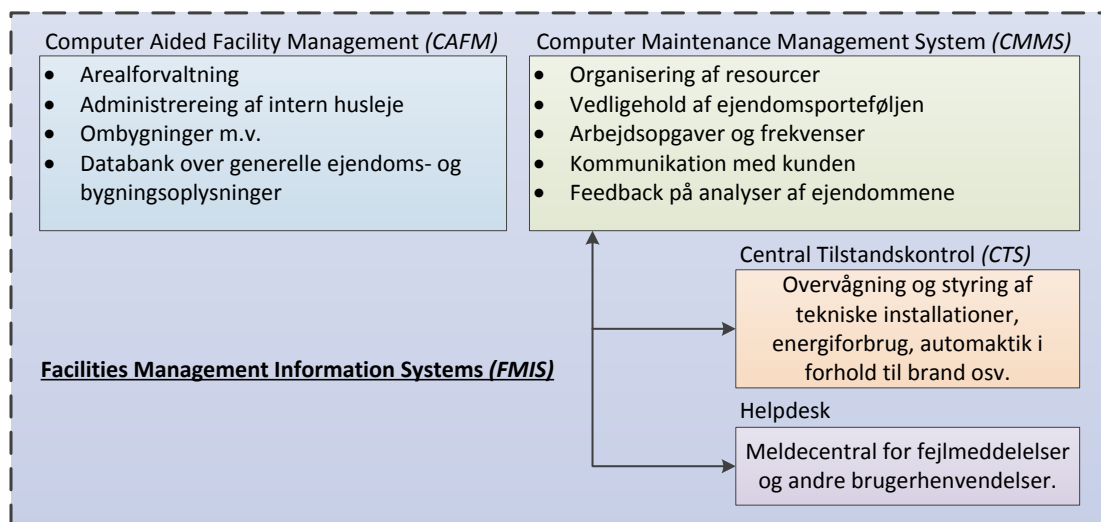 Computer Aided Facility Management (CAFM)
• Arealforvaltning
• Administrereing af intern husleje
• Ombygninger m.v.
• Databank over generelle ejendoms- og
bygningsoplysninger
Computer Maintenance Management System (CMMS)
• Organisering af resourcer
• Vedligehold af ejendomsporteføljen
• Arbejdsopgaver og frekvenser
• Kommunikation med kunden
• Feedback på analyser af ejendommene
Central Tilstandskontrol (CTS)
Overvågning og styring af
tekniske installationer,
energiforbrug, automaktik i
forhold til brand osv.
Facilities Management Information Systems (FMIS)
Helpdesk
Meldecentral for fejlmeddelelser
og andre brugerhenvendelser.